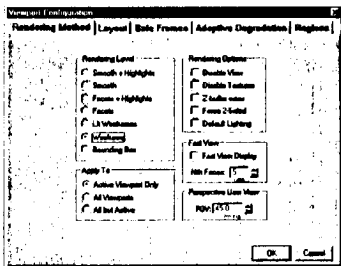 Viewport Configuration
Rendering Method | Layout | Safe Frames | Adaptive Degradation | Regions
Rendering Level
Smooth + Highlights
Smooth
Facets + Highlights
Facets
Lit Wireframes
Wireframe
Bounding Box
Apply To
Active Viewport Only
All Viewports
All but Active
Rendering Options
Disable View
Disable Textures
Z-buffer wires
Force 2-Sided
Default Lighting
Fast View
Fast View Display
Nth Faces: 5
Perspective User View
FOV: 45.0
OK
Cancel